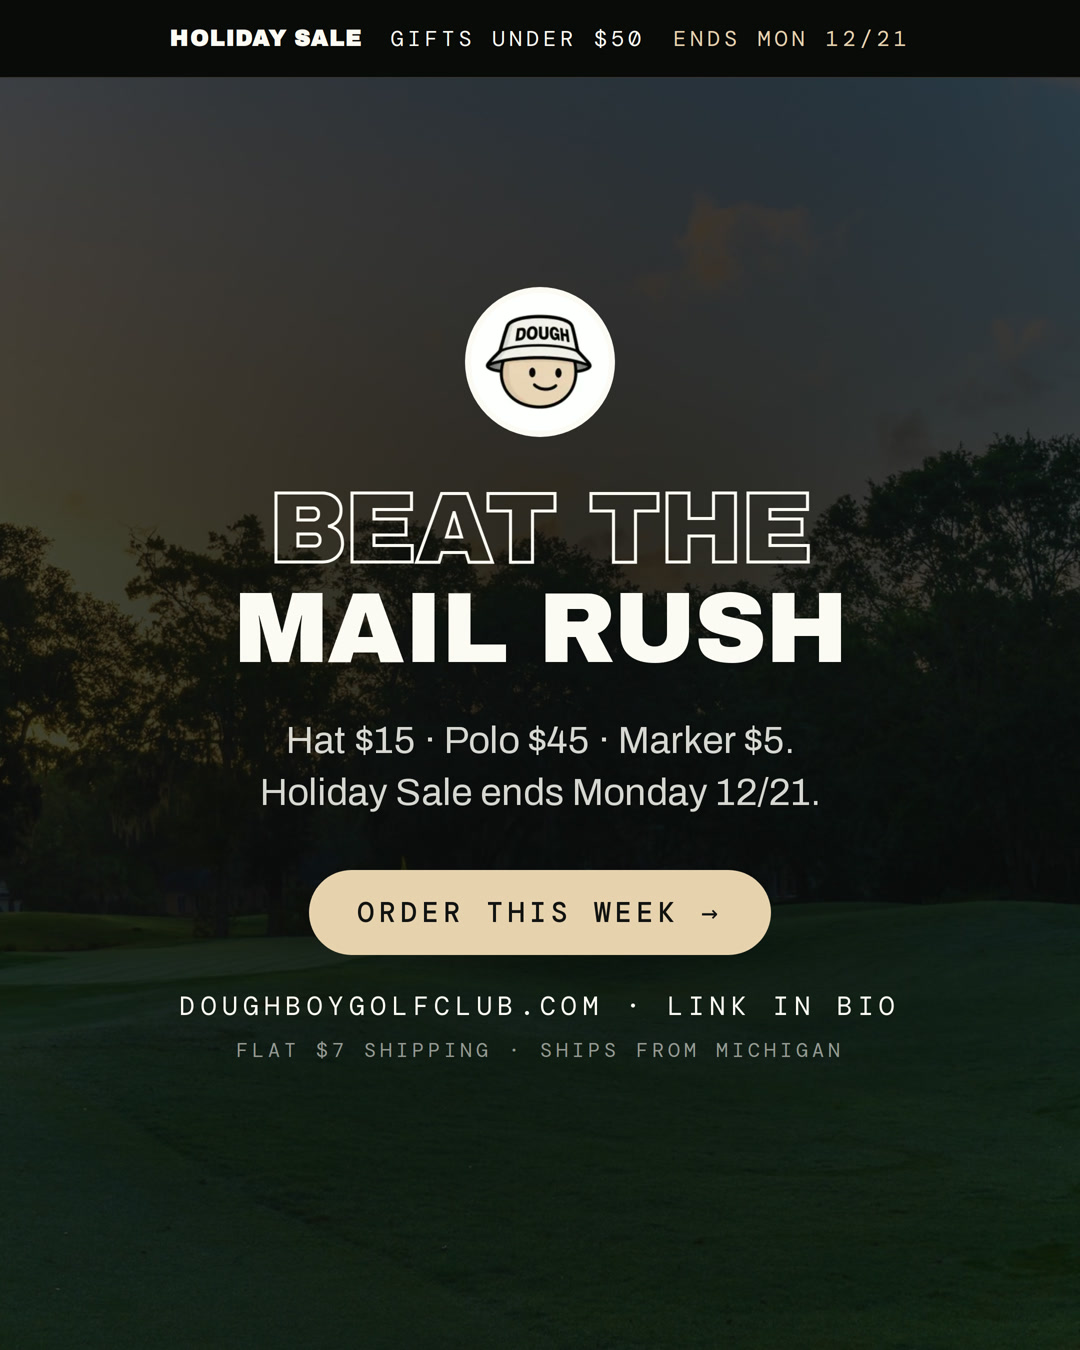 HOLIDAY SALE GIFTS UNDER $50 ENDS MON 12/21
DOUGH
BEAT THE
MAIL RUSH
Hat $15 · Polo $45 · Marker $5.
Holiday Sale ends Monday 12/21.
ORDER THIS WEEK →
DOUGHBOYGOLFCLUB.COM · LINK IN BIO
FLAT $7 SHIPPING · SHIPS FROM MICHIGAN